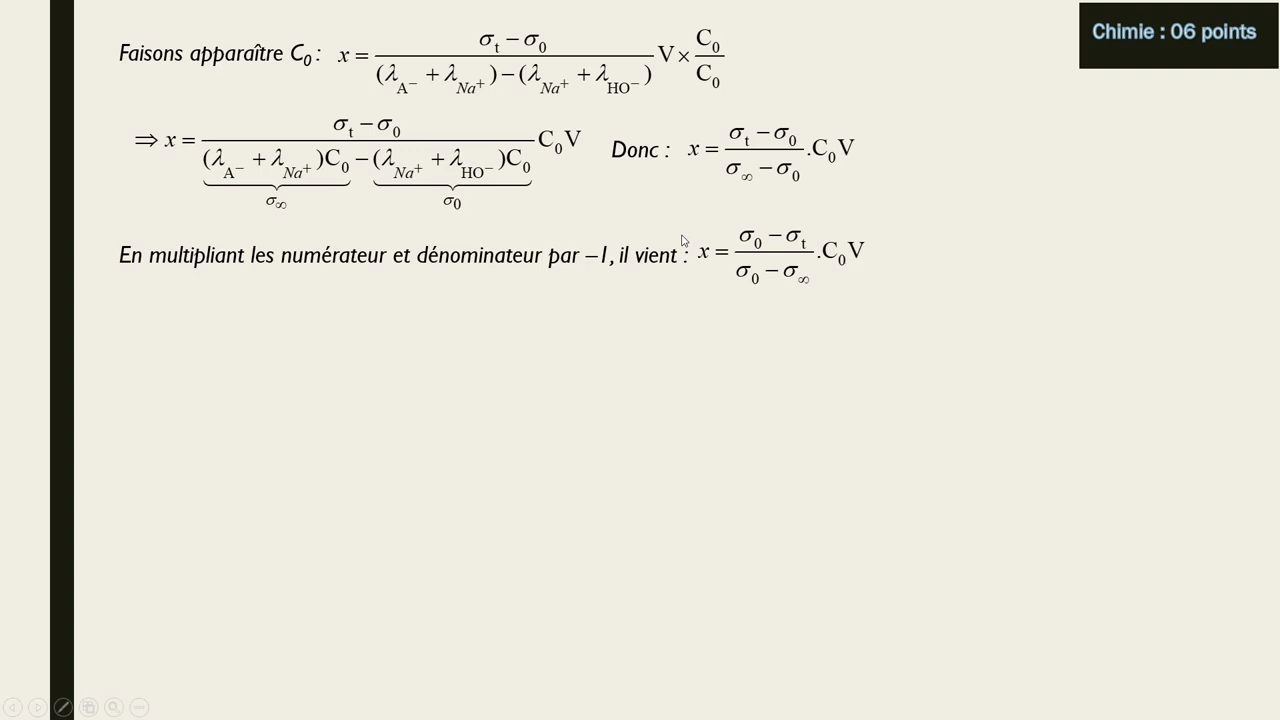 Chimie : 06 points
Faisons apparaître C₀ : x = (σₜ − σ₀) / ((λ_A⁻ + λ_Na⁺) − (λ_Na⁺ + λ_HO⁻)) V × C₀/C₀
⇒ x = (σₜ − σ₀) / ((λ_A⁻ + λ_Na⁺)C₀ − (λ_Na⁺ + λ_HO⁻)C₀) C₀V Donc : x = (σₜ − σ₀) / (σ∞ − σ₀) .C₀V
σ∞ σ₀
En multipliant les numérateur et dénominateur par −1, il vient : x = (σ₀ − σₜ) / (σ₀ − σ∞) .C₀V